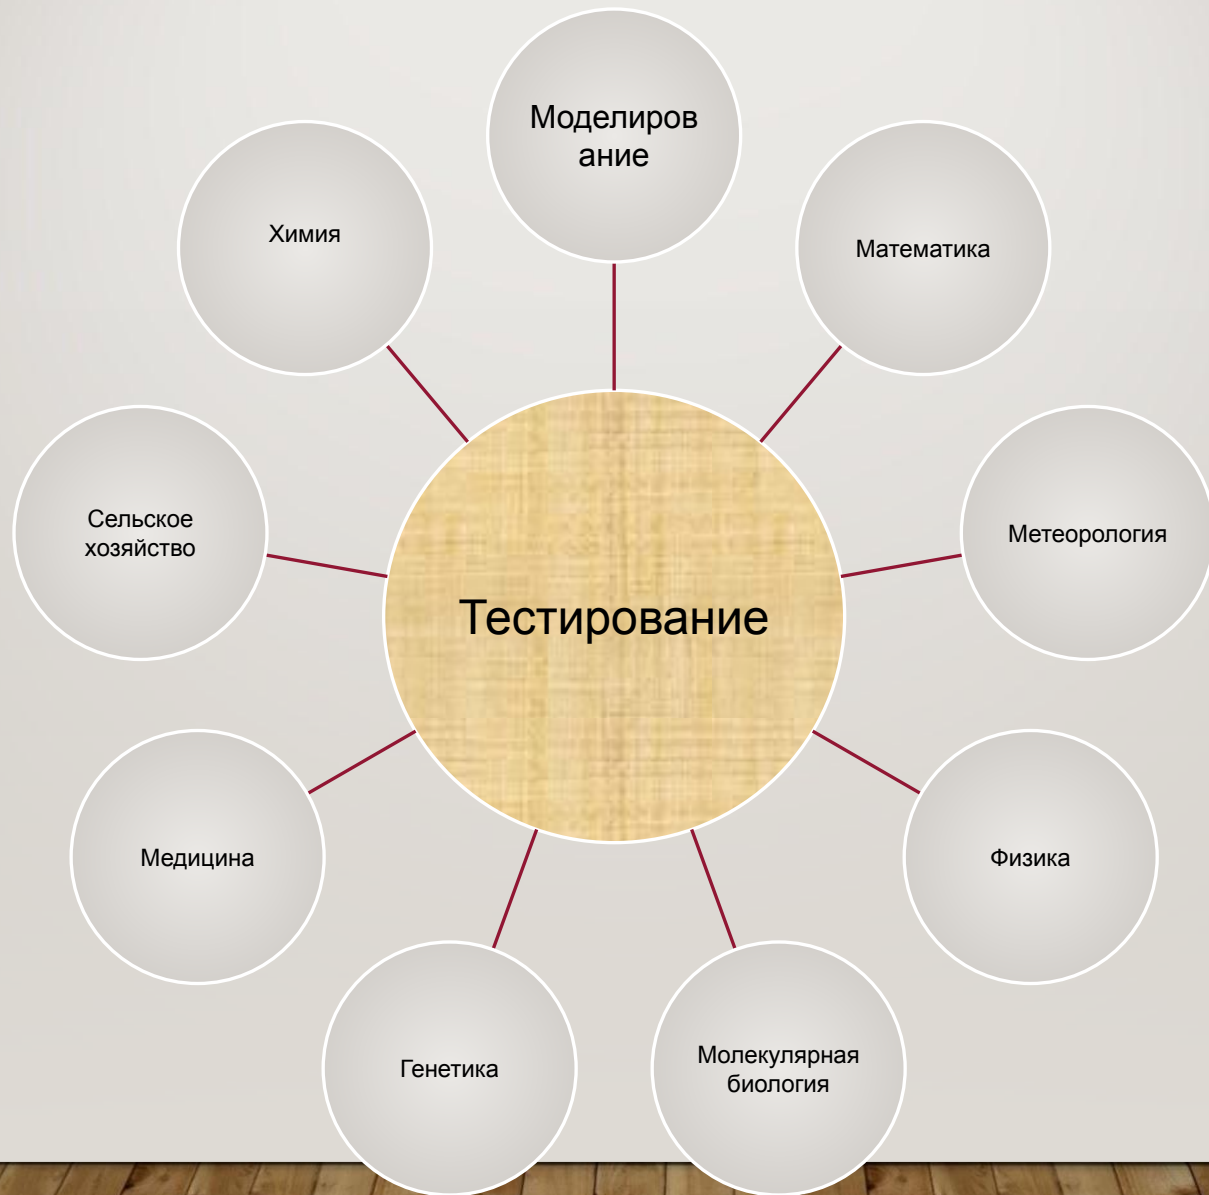 Моделиров
ание
Химия
Математика
Сельское
хозяйство
Метеорология
Тестирование
Медицина
Физика
Генетика
Молекулярная
биология